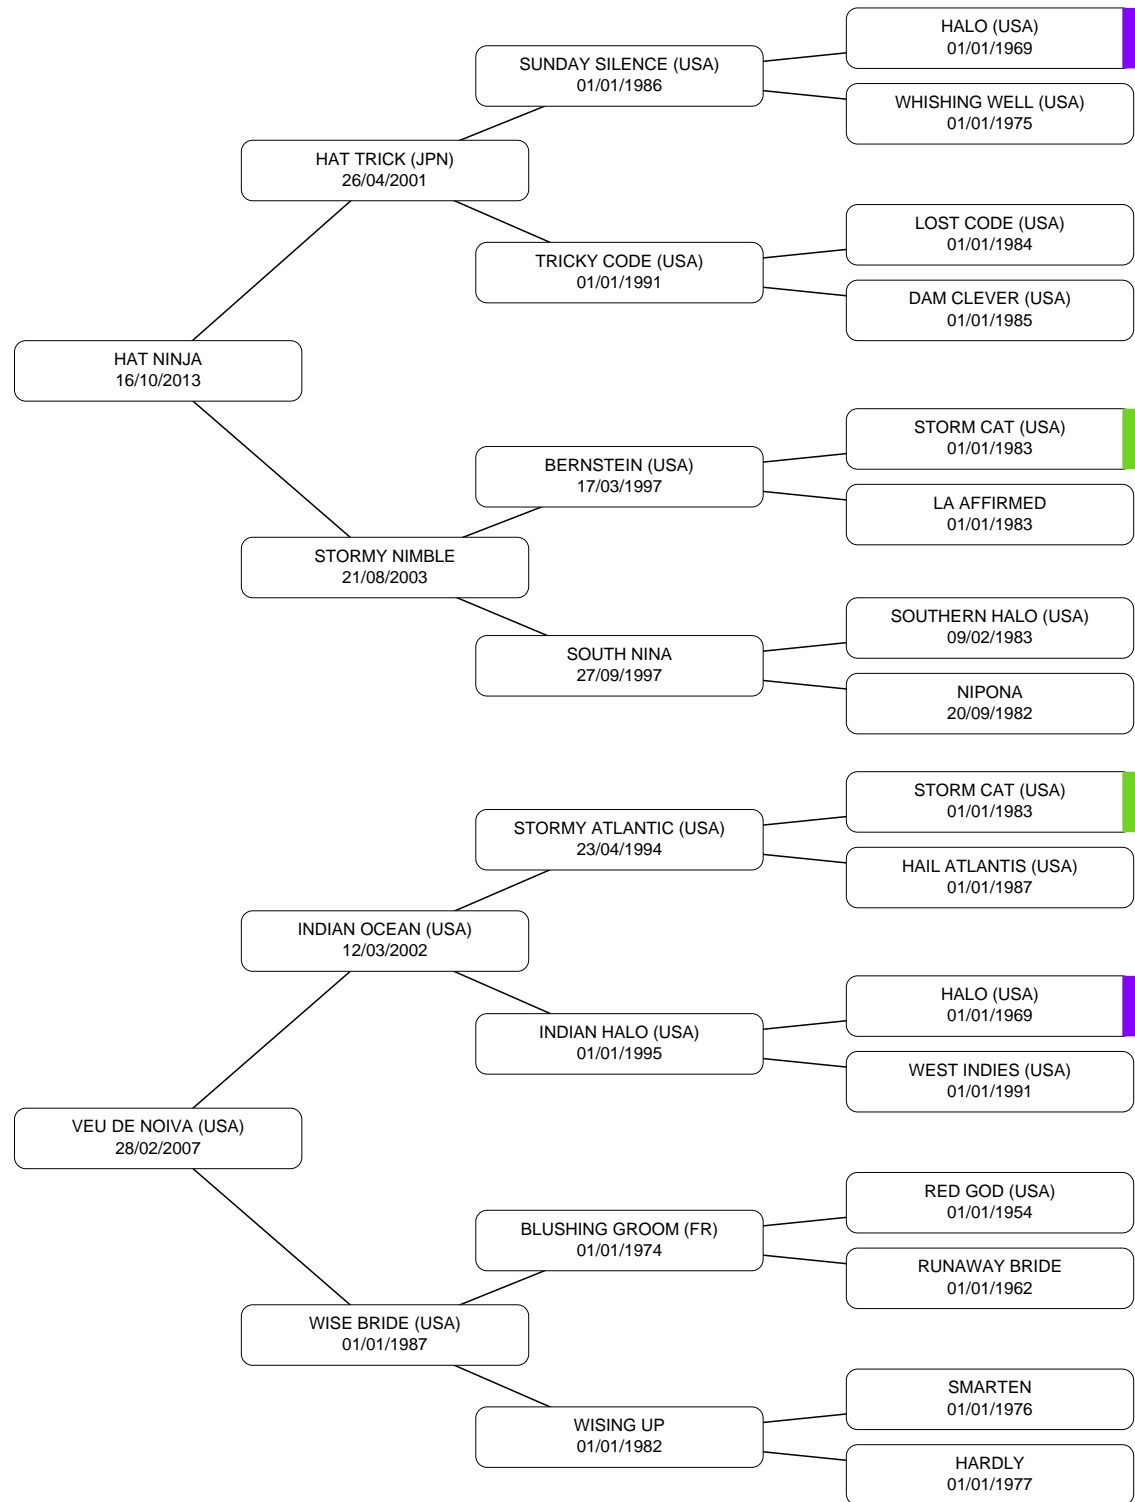 HALO (USA)
01/01/1969
SUNDAY SILENCE (USA)
01/01/1986
WHISHING WELL (USA)
01/01/1975
HAT TRICK (JPN)
26/04/2001
LOST CODE (USA)
01/01/1984
TRICKY CODE (USA)
01/01/1991
DAM CLEVER (USA)
01/01/1985
HAT NINJA
16/10/2013
STORM CAT (USA)
01/01/1983
BERNSTEIN (USA)
17/03/1997
LA AFFIRMED
01/01/1983
STORMY NIMBLE
21/08/2003
SOUTHERN HALO (USA)
09/02/1983
SOUTH NINA
27/09/1997
NIPONA
20/09/1982
STORM CAT (USA)
01/01/1983
STORMY ATLANTIC (USA)
23/04/1994
HAIL ATLANTIS (USA)
01/01/1987
INDIAN OCEAN (USA)
12/03/2002
HALO (USA)
01/01/1969
INDIAN HALO (USA)
01/01/1995
WEST INDIES (USA)
01/01/1991
VEU DE NOIVA (USA)
28/02/2007
RED GOD (USA)
01/01/1954
BLUSHING GROOM (FR)
01/01/1974
RUNAWAY BRIDE
01/01/1962
WISE BRIDE (USA)
01/01/1987
SMARTEN
01/01/1976
WISING UP
01/01/1982
HARDLY
01/01/1977